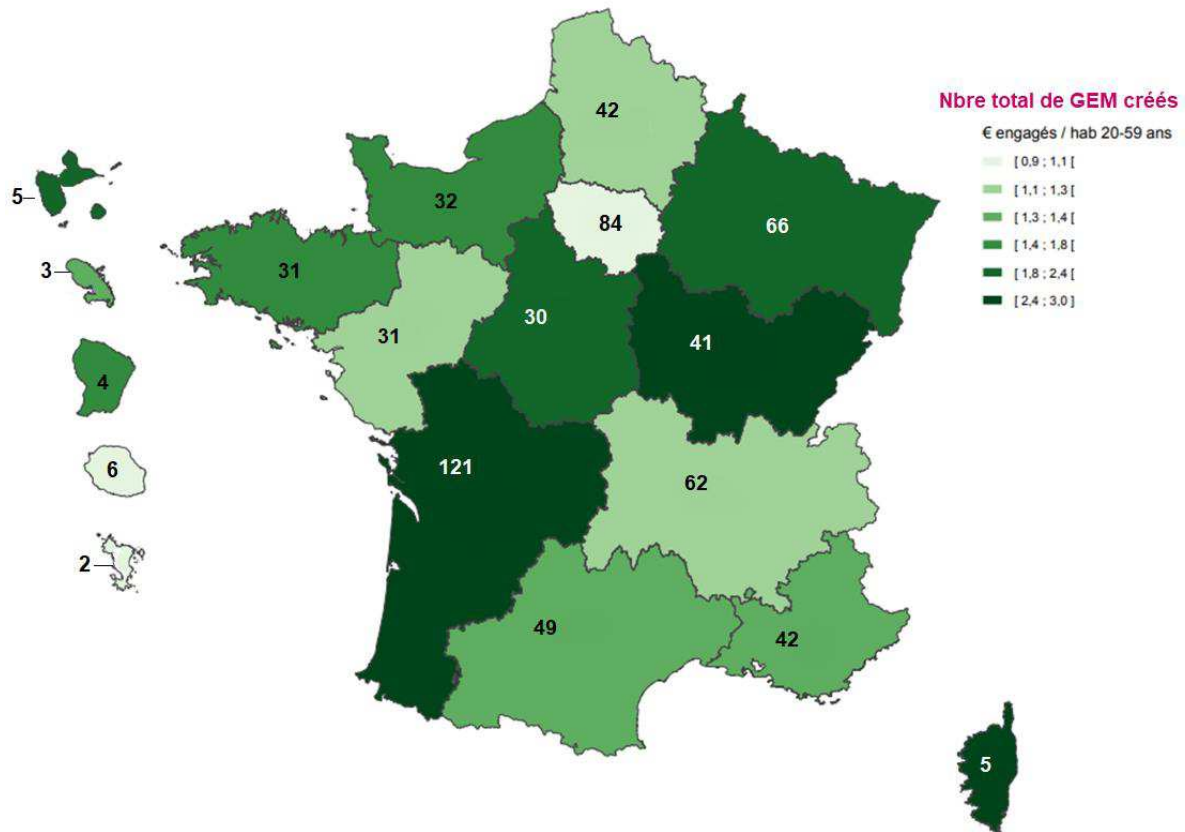 Nbre total de GEM créés
€ engagés / hab 20-59 ans
[ 0,9 ; 1,1 [
[ 1,1 ; 1,3 [
[ 1,3 ; 1,4 [
[ 1,4 ; 1,8 [
[ 1,8 ; 2,4 [
[ 2,4 ; 3,0 ]
42
32
84
66
5
31
3
31
30
41
4
121
6
62
2
49
42
5